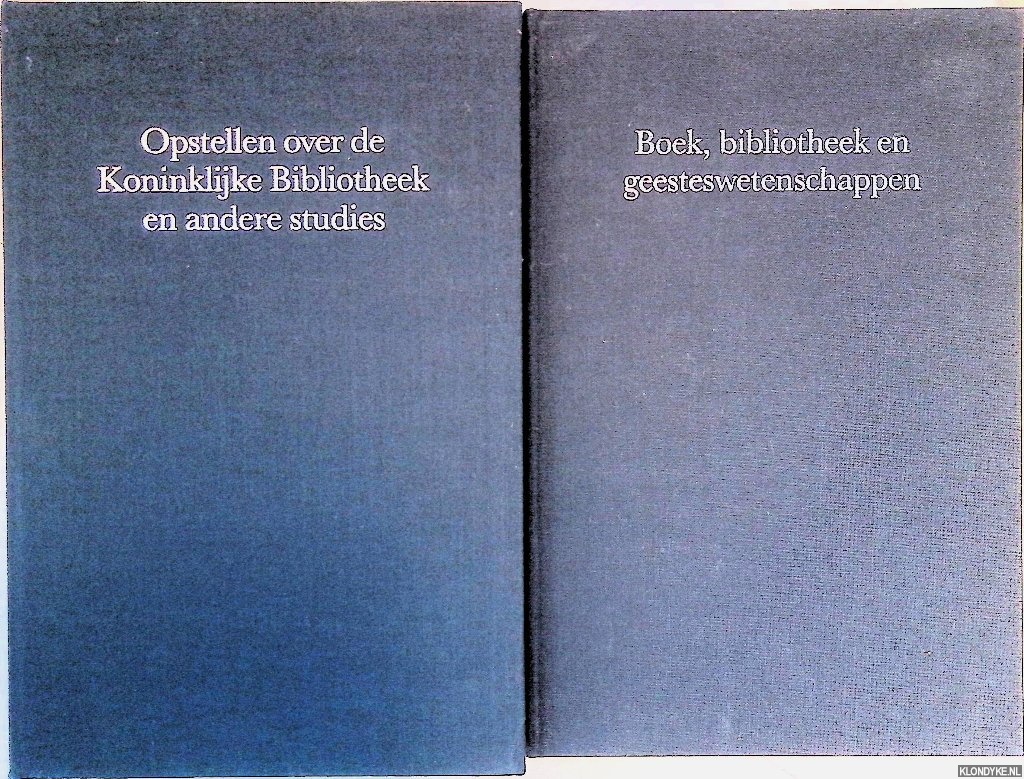 Opstellen over de
Koninklijke Bibliotheek
en andere studies
Boek, bibliotheek en
geesteswetenschappen
KLONDYKE.NL